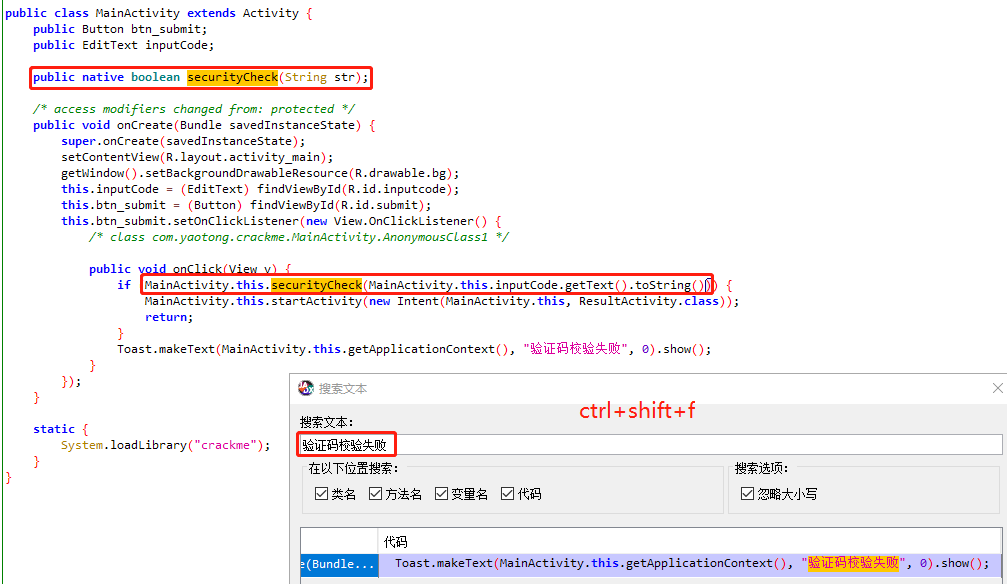 public class MainActivity extends Activity {
public Button btn_submit;
public EditText inputCode;
public native boolean securityCheck(String str);
/* access modifiers changed from: protected */
public void onCreate(Bundle savedInstanceState) {
super.onCreate(savedInstanceState);
setContentView(R.layout.activity_main);
getWindow().setBackgroundDrawableResource(R.drawable.bg);
this.inputCode = (EditText) findViewById(R.id.inputcode);
this.btn_submit = (Button) findViewById(R.id.submit);
this.btn_submit.setOnClickListener(new View.OnClickListener() {
/* class com.yaotong.crackme.MainActivity.AnonymousClass1 */
public void onClick(View v) {
if (MainActivity.this.securityCheck(MainActivity.this.inputCode.getText().toString())) {
MainActivity.this.startActivity(new Intent(MainActivity.this, ResultActivity.class));
return;
}
Toast.makeText(MainActivity.this.getApplicationContext(), "验证码校验失败", 0).show();
}
});
}
static {
System.loadLibrary("crackme");
}
}
搜索文本
搜索文本:
ctrl+shift+f
验证码校验失败
在以下位置搜索:
搜索选项:
类名 方法名 变量名 代码
忽略大小写
代码
e(Bundle... Toast.makeText(MainActivity.this.getApplicationContext(), "验证码校验失败", 0).show();